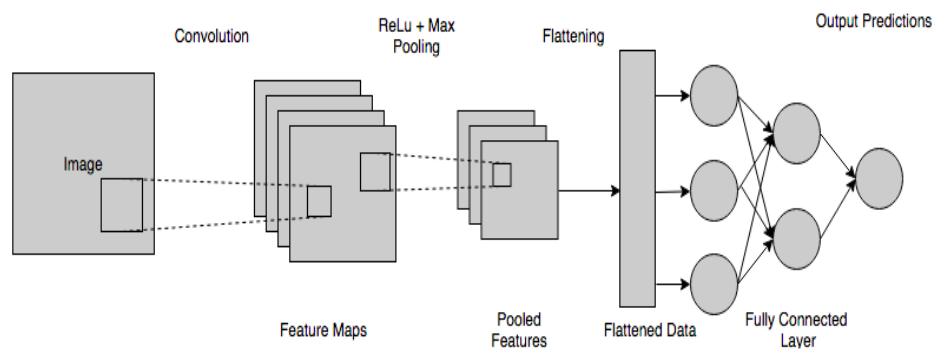 Output Predictions
Convolution
ReLu + Max
Pooling
Flattening
Image
Feature Maps
Pooled
Features
Flattened Data
Fully Connected
Layer